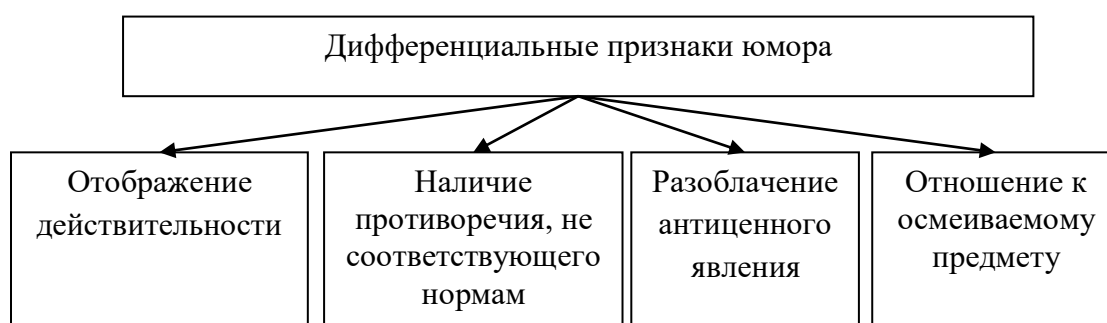 Дифференциальные признаки юмора
Отображение
действительности
Наличие
противоречия, не
соответствующего
нормам
Разоблачение
антиценного
явления
Отношение к
осмеиваемому
предмету